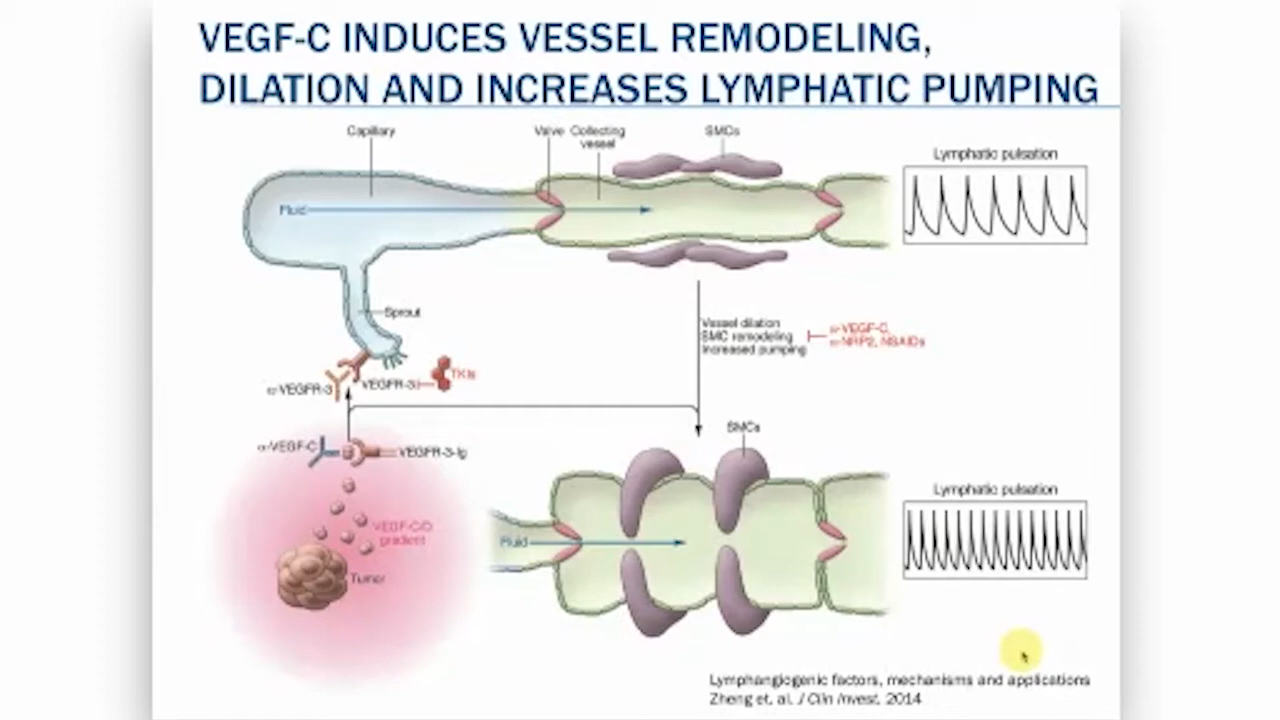 VEGF-C INDUCES VESSEL REMODELING,
DILATION AND INCREASES LYMPHATIC PUMPING
Capillary
Valve
Collecting
vessel
SMCs
Lymphatic pulsation
Fluid
Sprout
Vessel dilation
SMC remodeling
Increased pumping
α-VEGF-C,
α-NRP2, NSAIDs
α-VEGFR-3
VEGFR-3
TKIs
SMCs
α-VEGF-C
VEGFR-3-Ig
Lymphatic pulsation
VEGF-C/D
gradient
Fluid
Tumor
Lymphangiogenic factors, mechanisms and applications
Zheng et. al. J Clin Invest. 2014